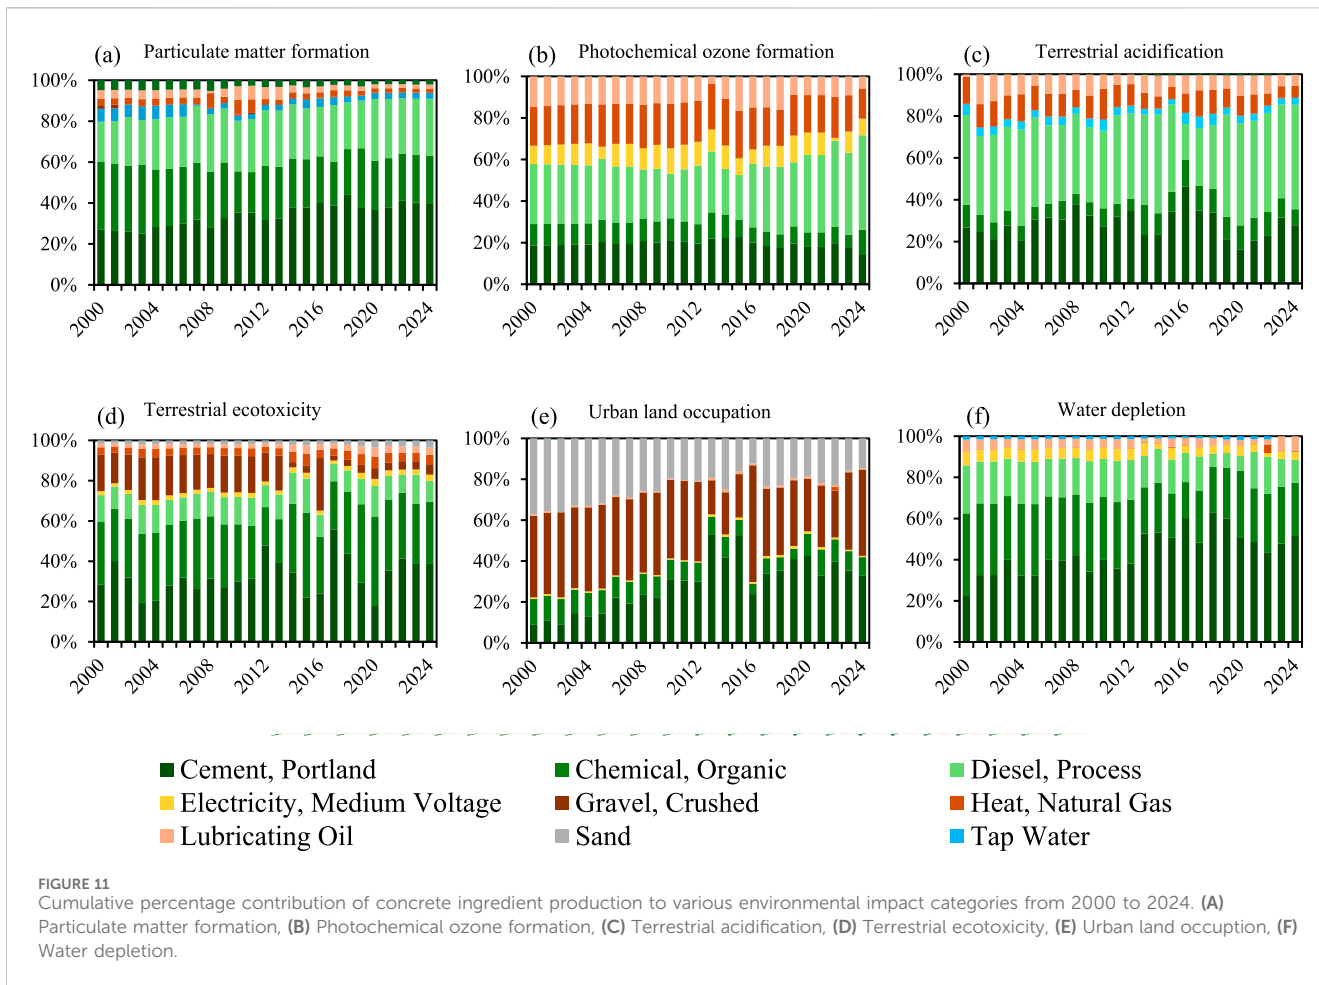 (a) Particulate matter formation
100%
80%
60%
40%
20%
0%
2000 2004 2008 2012 2016 2020 2024
(b) Photochemical ozone formation
100%
80%
60%
40%
20%
0%
2000 2004 2008 2012 2016 2020 2024
(c) Terrestrial acidification
100%
80%
60%
40%
20%
0%
2000 2004 2008 2012 2016 2020 2024
(d) Terrestrial ecotoxicity
100%
80%
60%
40%
20%
0%
2000 2004 2008 2012 2016 2020 2024
(e) Urban land occupation
100%
80%
60%
40%
20%
0%
2000 2004 2008 2012 2016 2020 2024
(f) Water depletion
100%
80%
60%
40%
20%
0%
2000 2004 2008 2012 2016 2020 2024
Cement, Portland Chemical, Organic Diesel, Process
Electricity, Medium Voltage Gravel, Crushed Heat, Natural Gas
Lubricating Oil Sand Tap Water
FIGURE 11
Cumulative percentage contribution of concrete ingredient production to various environmental impact categories from 2000 to 2024. (A)
Particulate matter formation, (B) Photochemical ozone formation, (C) Terrestrial acidification, (D) Terrestrial ecotoxicity, (E) Urban land occuption, (F)
Water depletion.